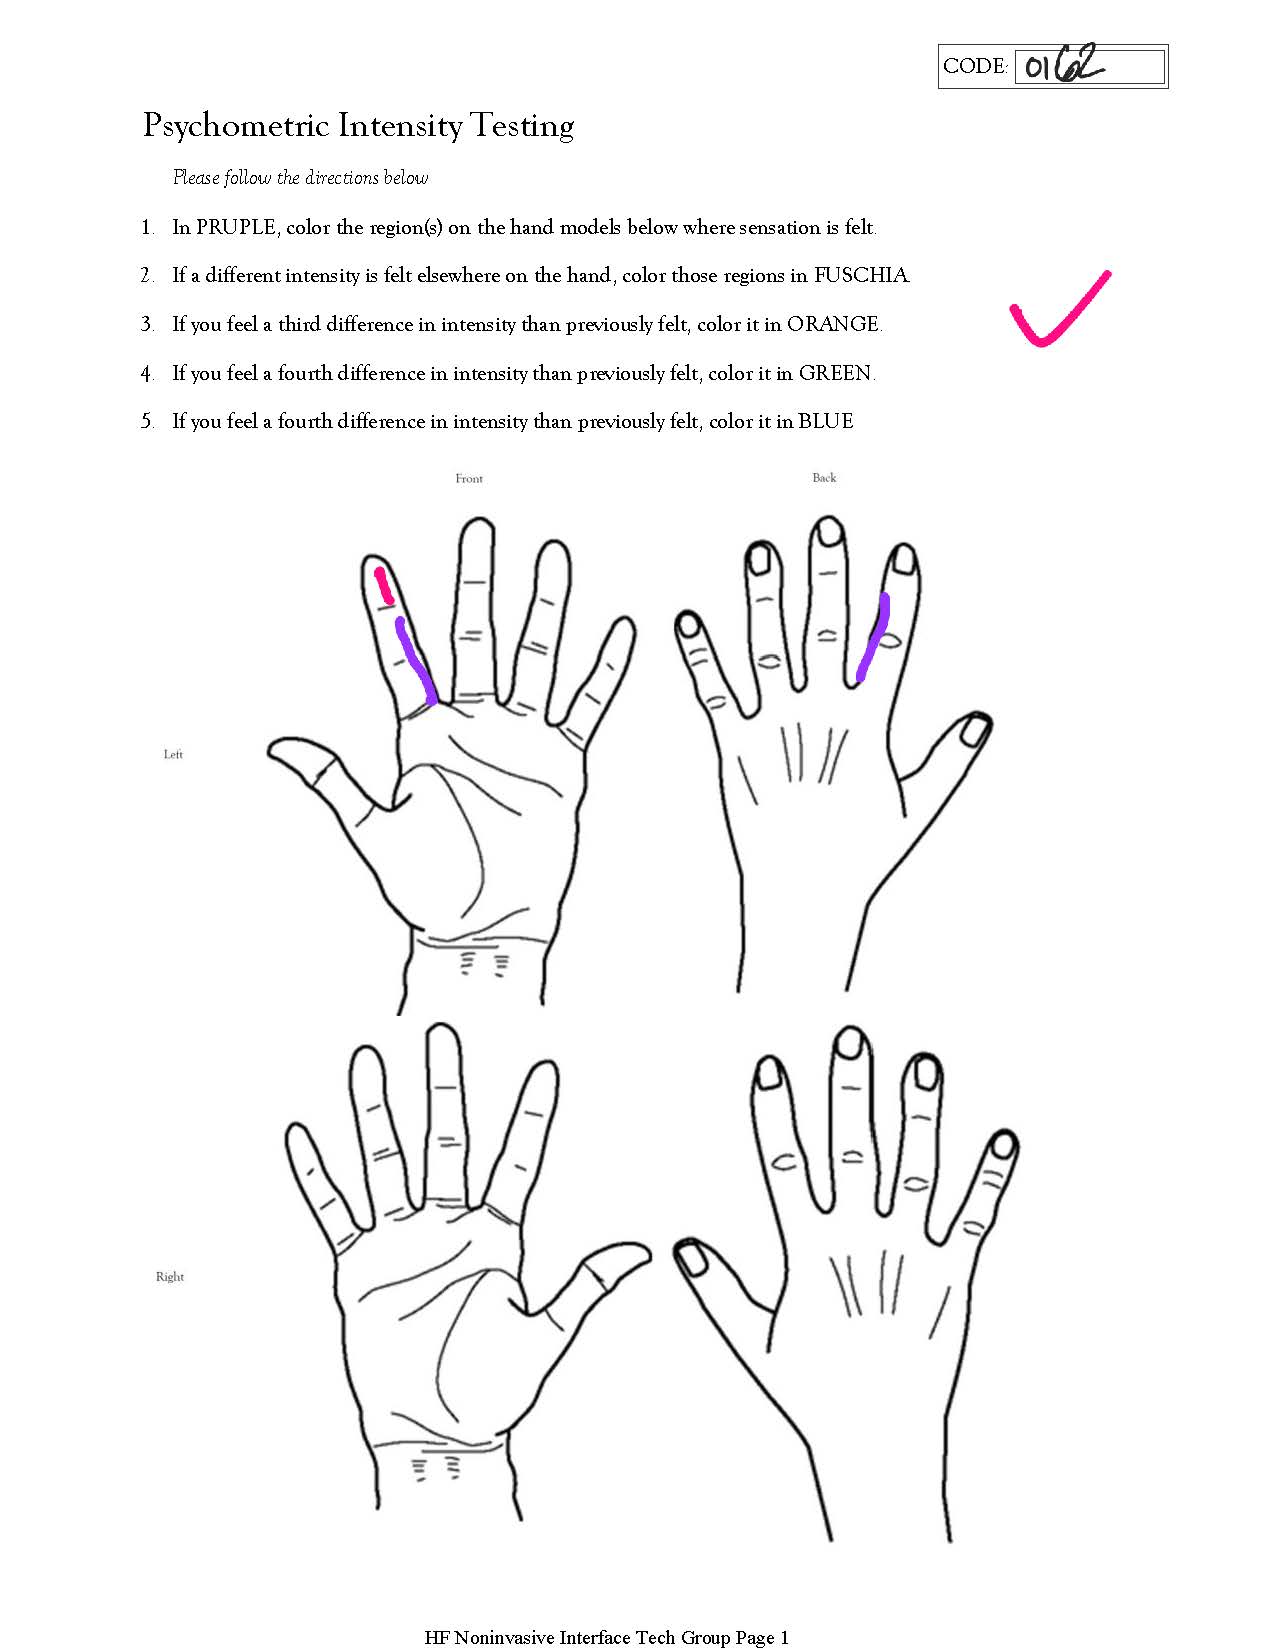 CODE: 0162
Psychometric Intensity Testing
Please follow the directions below
1. In PRUPLE, color the region(s) on the hand models below where sensation is felt.
2. If a different intensity is felt elsewhere on the hand, color those regions in FUSCHIA.
3. If you feel a third difference in intensity than previously felt, color it in ORANGE.
4. If you feel a fourth difference in intensity than previously felt, color it in GREEN.
5. If you feel a fourth difference in intensity than previously felt, color it in BLUE
Front Back
Left
Right
HF Noninvasive Interface Tech Group Page 1